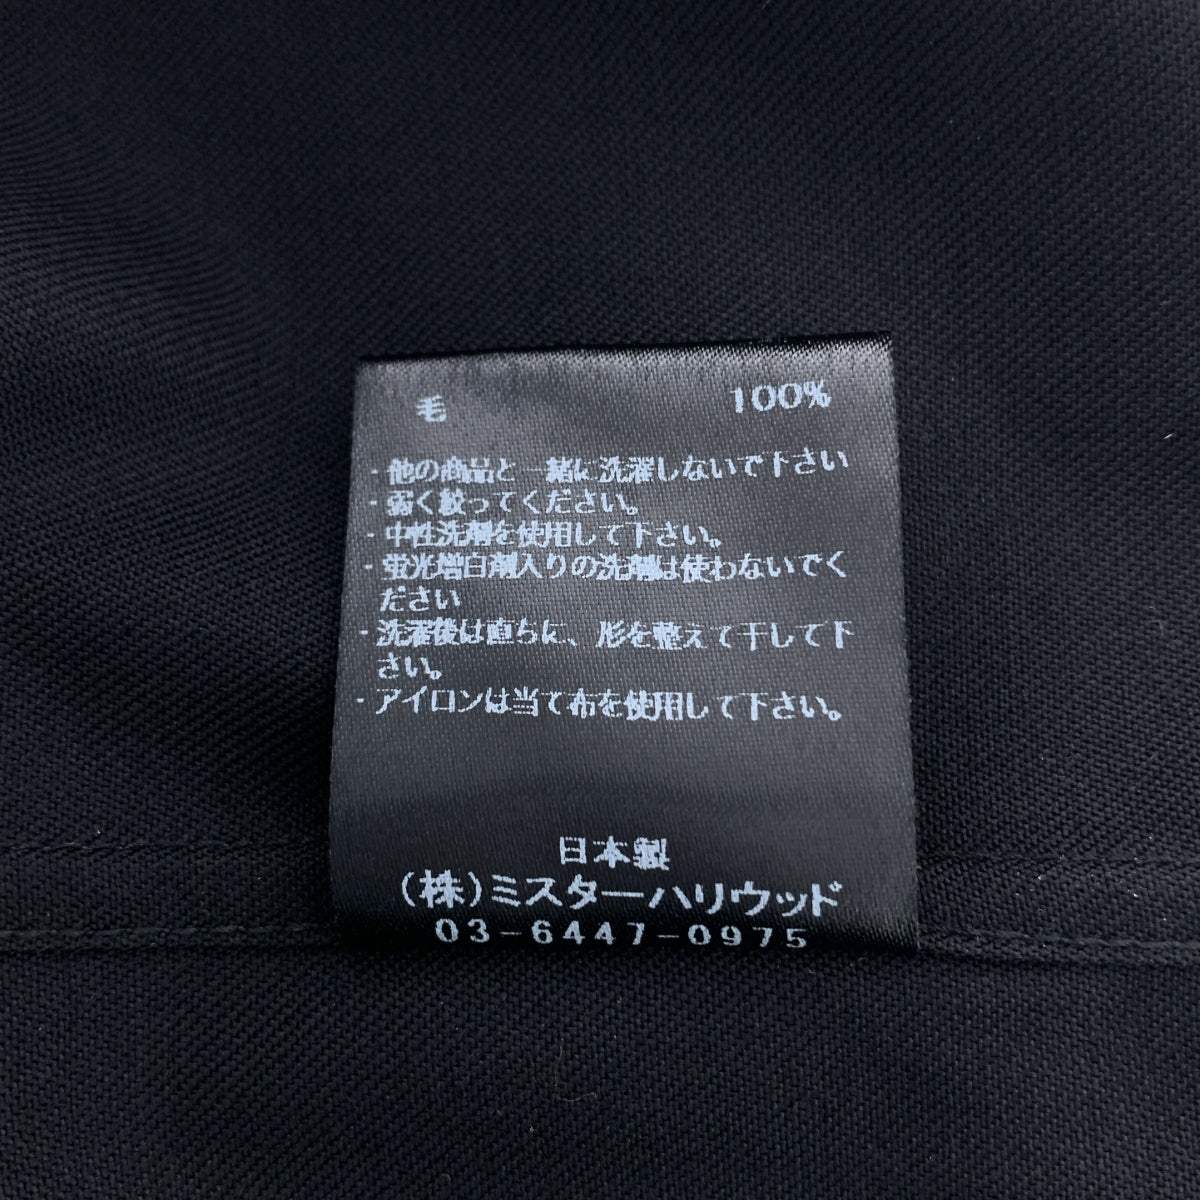 毛 100%
・他の商品と一緒に洗濯しないで下さい
・弱く絞ってください。
・中性洗剤を使用して下さい。
・蛍光増白剤入りの洗剤は使わないでく
ださい
・洗濯後は直らに、形を整えて干して下
さい。
・アイロンは当て布を使用して下さい。
日本製
(株)ミスターハリウッド
03-6447-0975